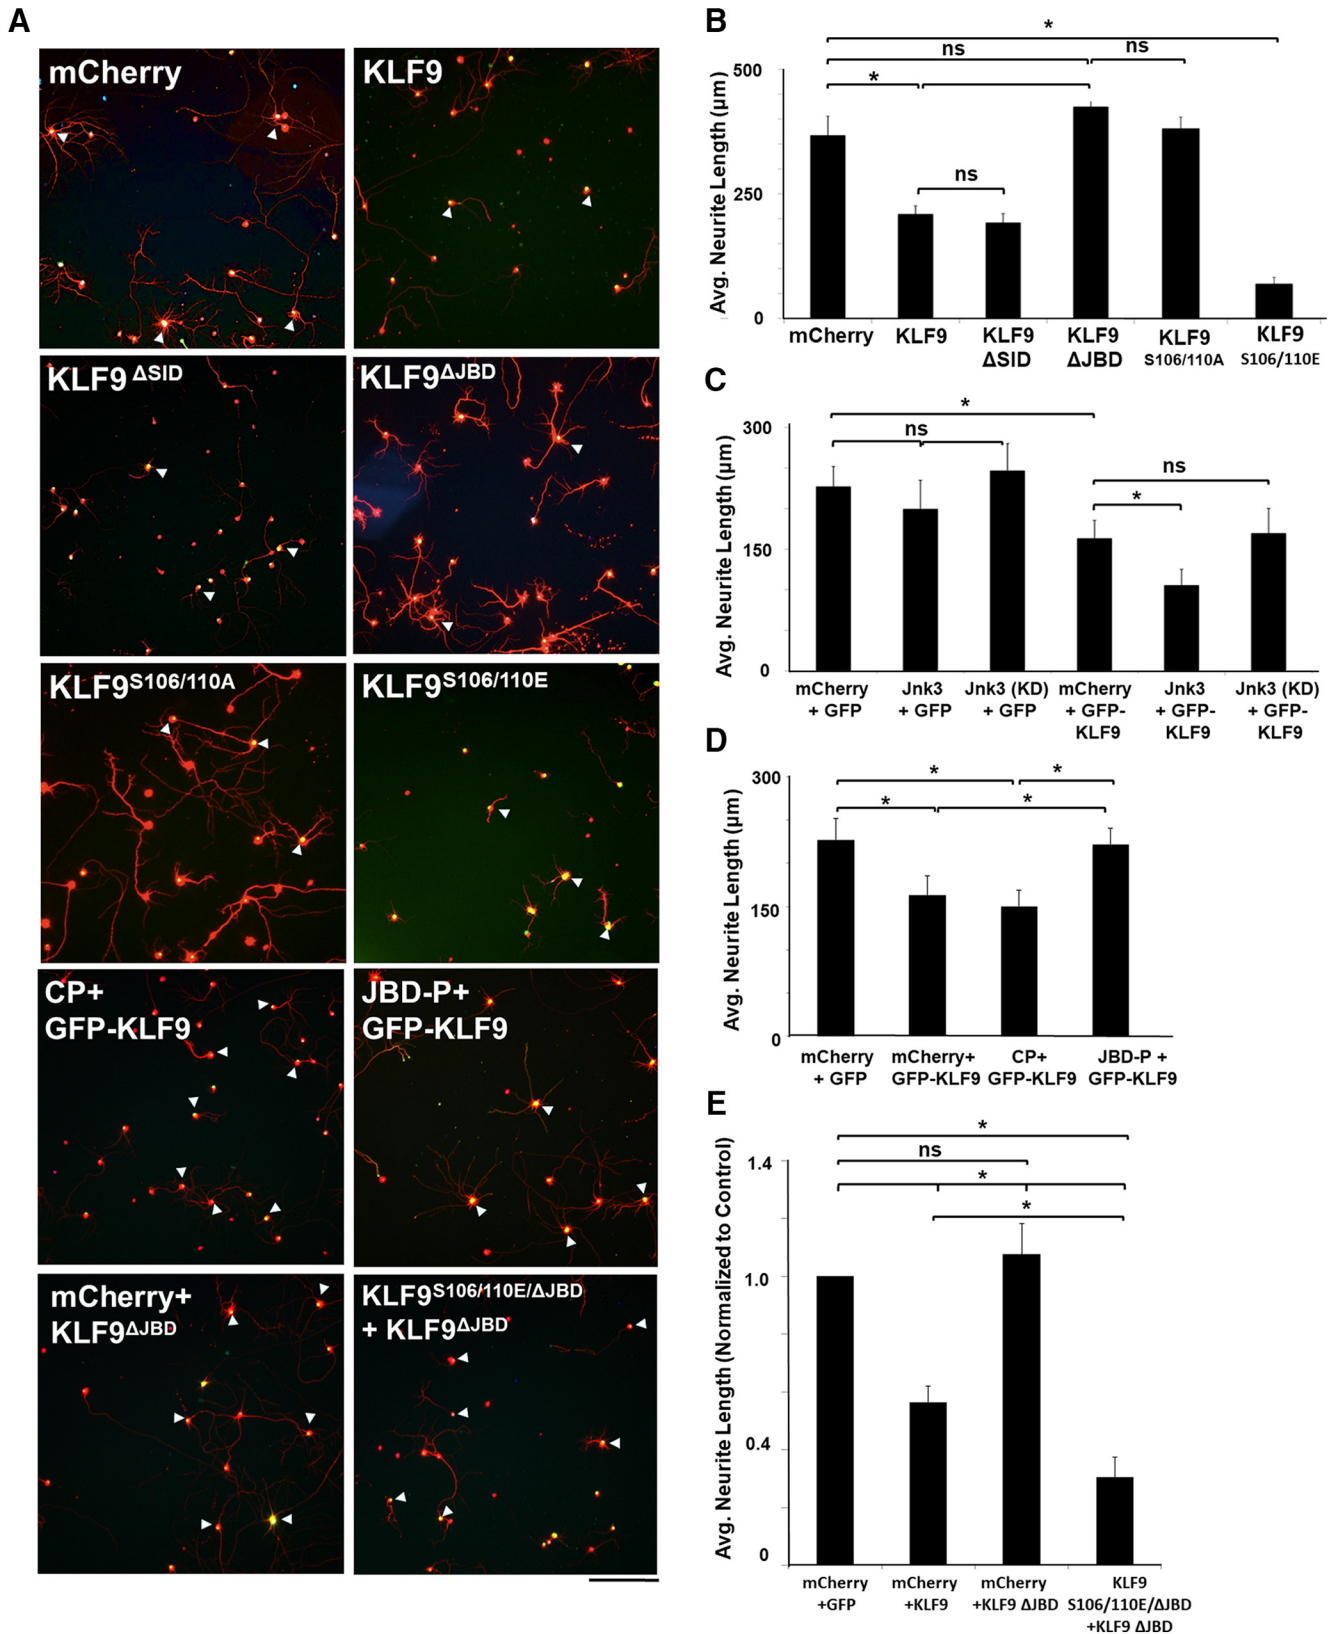 A
mCherry
KLF9
KLF9 ΔSID
KLF9ΔJBD
KLF9S106/110A
KLF9S106/110E
CP+
GFP-KLF9
JBD-P+
GFP-KLF9
mCherry+
KLF9ΔJBD
KLF9S106/110E/ΔJBD
+ KLF9ΔJBD
B
*
ns ns
*
ns
500
250
0
Avg. Neurite Length (µm)
mCherry KLF9 KLF9 KLF9 KLF9 KLF9
ΔSID ΔJBD S106/110A S106/110E
C
*
ns
ns
*
300
150
0
Avg. Neurite Length (µm)
mCherry Jnk3 Jnk3 (KD) mCherry Jnk3 Jnk3 (KD)
+ GFP + GFP + GFP + GFP- + GFP- + GFP-
KLF9 KLF9 KLF9
D
* *
* *
300
150
0
Avg. Neurite Length (µm)
mCherry mCherry+ CP+ JBD-P +
+ GFP GFP-KLF9 GFP-KLF9 GFP-KLF9
E
*
ns
*
*
1.4
1.0
0.4
0
Avg. Neurite Length (Normalized to Control)
mCherry mCherry mCherry KLF9
+GFP +KLF9 +KLF9 ΔJBD S106/110E/ΔJBD
+KLF9 ΔJBD